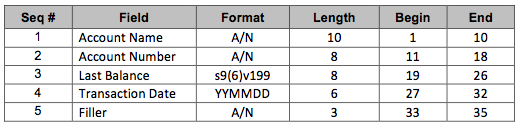 Seq # Field Format Length Begin End
1 Account Name A/N 10 1 10
2 Account Number A/N 8 11 18
3 Last Balance s9(6)v199 8 19 26
4 Transaction Date YYMMDD 6 27 32
5 Filler A/N 3 33 35